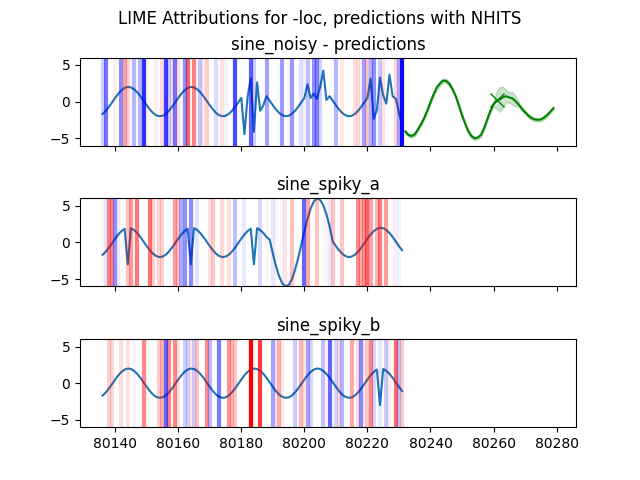 LIME Attributions for -loc, predictions with NHITS
sine_noisy - predictions
5
0
−5
sine_spiky_a
5
0
−5
sine_spiky_b
5
0
−5
80140 80160 80180 80200 80220 80240 80260 80280